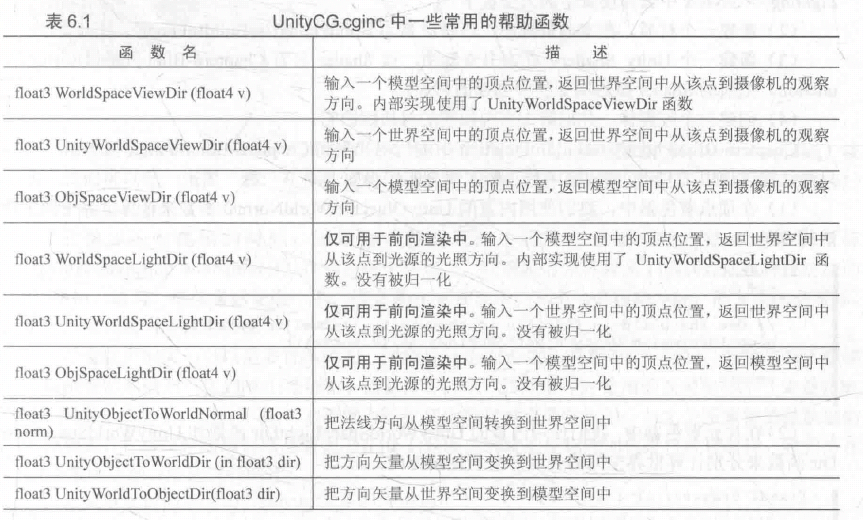 表 6.1 UnityCG.cginc 中一些常用的帮助函数
函 数 名 描 述
float3 WorldSpaceViewDir (float4 v)
输入一个模型空间中的顶点位置，返回世界空间中从该点到摄像机的观察
方向。内部实现使用了 UnityWorldSpaceViewDir 函数
float3 UnityWorldSpaceViewDir (float4 v)
输入一个世界空间中的顶点位置，返回世界空间中从该点到摄像机的观察
方向
float3 ObjSpaceViewDir (float4 v)
输入一个模型空间中的顶点位置，返回模型空间中从该点到摄像机的观察
方向
float3 WorldSpaceLightDir (float4 v)
仅可用于前向渲染中。输入一个模型空间中的顶点位置，返回世界空间中
从该点到光源的光照方向。内部实现使用了 UnityWorldSpaceLightDir 函
数。没有被归一化
float3 UnityWorldSpaceLightDir (float4 v)
仅可用于前向渲染中。输入一个世界空间中的顶点位置，返回世界空间中
从该点到光源的光照方向。没有被归一化
float3 ObjSpaceLightDir (float4 v)
仅可用于前向渲染中。输入一个模型空间中的顶点位置，返回模型空间中
从该点到光源的光照方向。没有被归一化
float3 UnityObjectToWorldNormal (float3
norm)
把法线方向从模型空间转换到世界空间中
float3 UnityObjectToWorldDir (in float3 dir)
把方向矢量从模型空间变换到世界空间中
float3 UnityWorldToObjectDir(float3 dir)
把方向矢量从世界空间变换到模型空间中